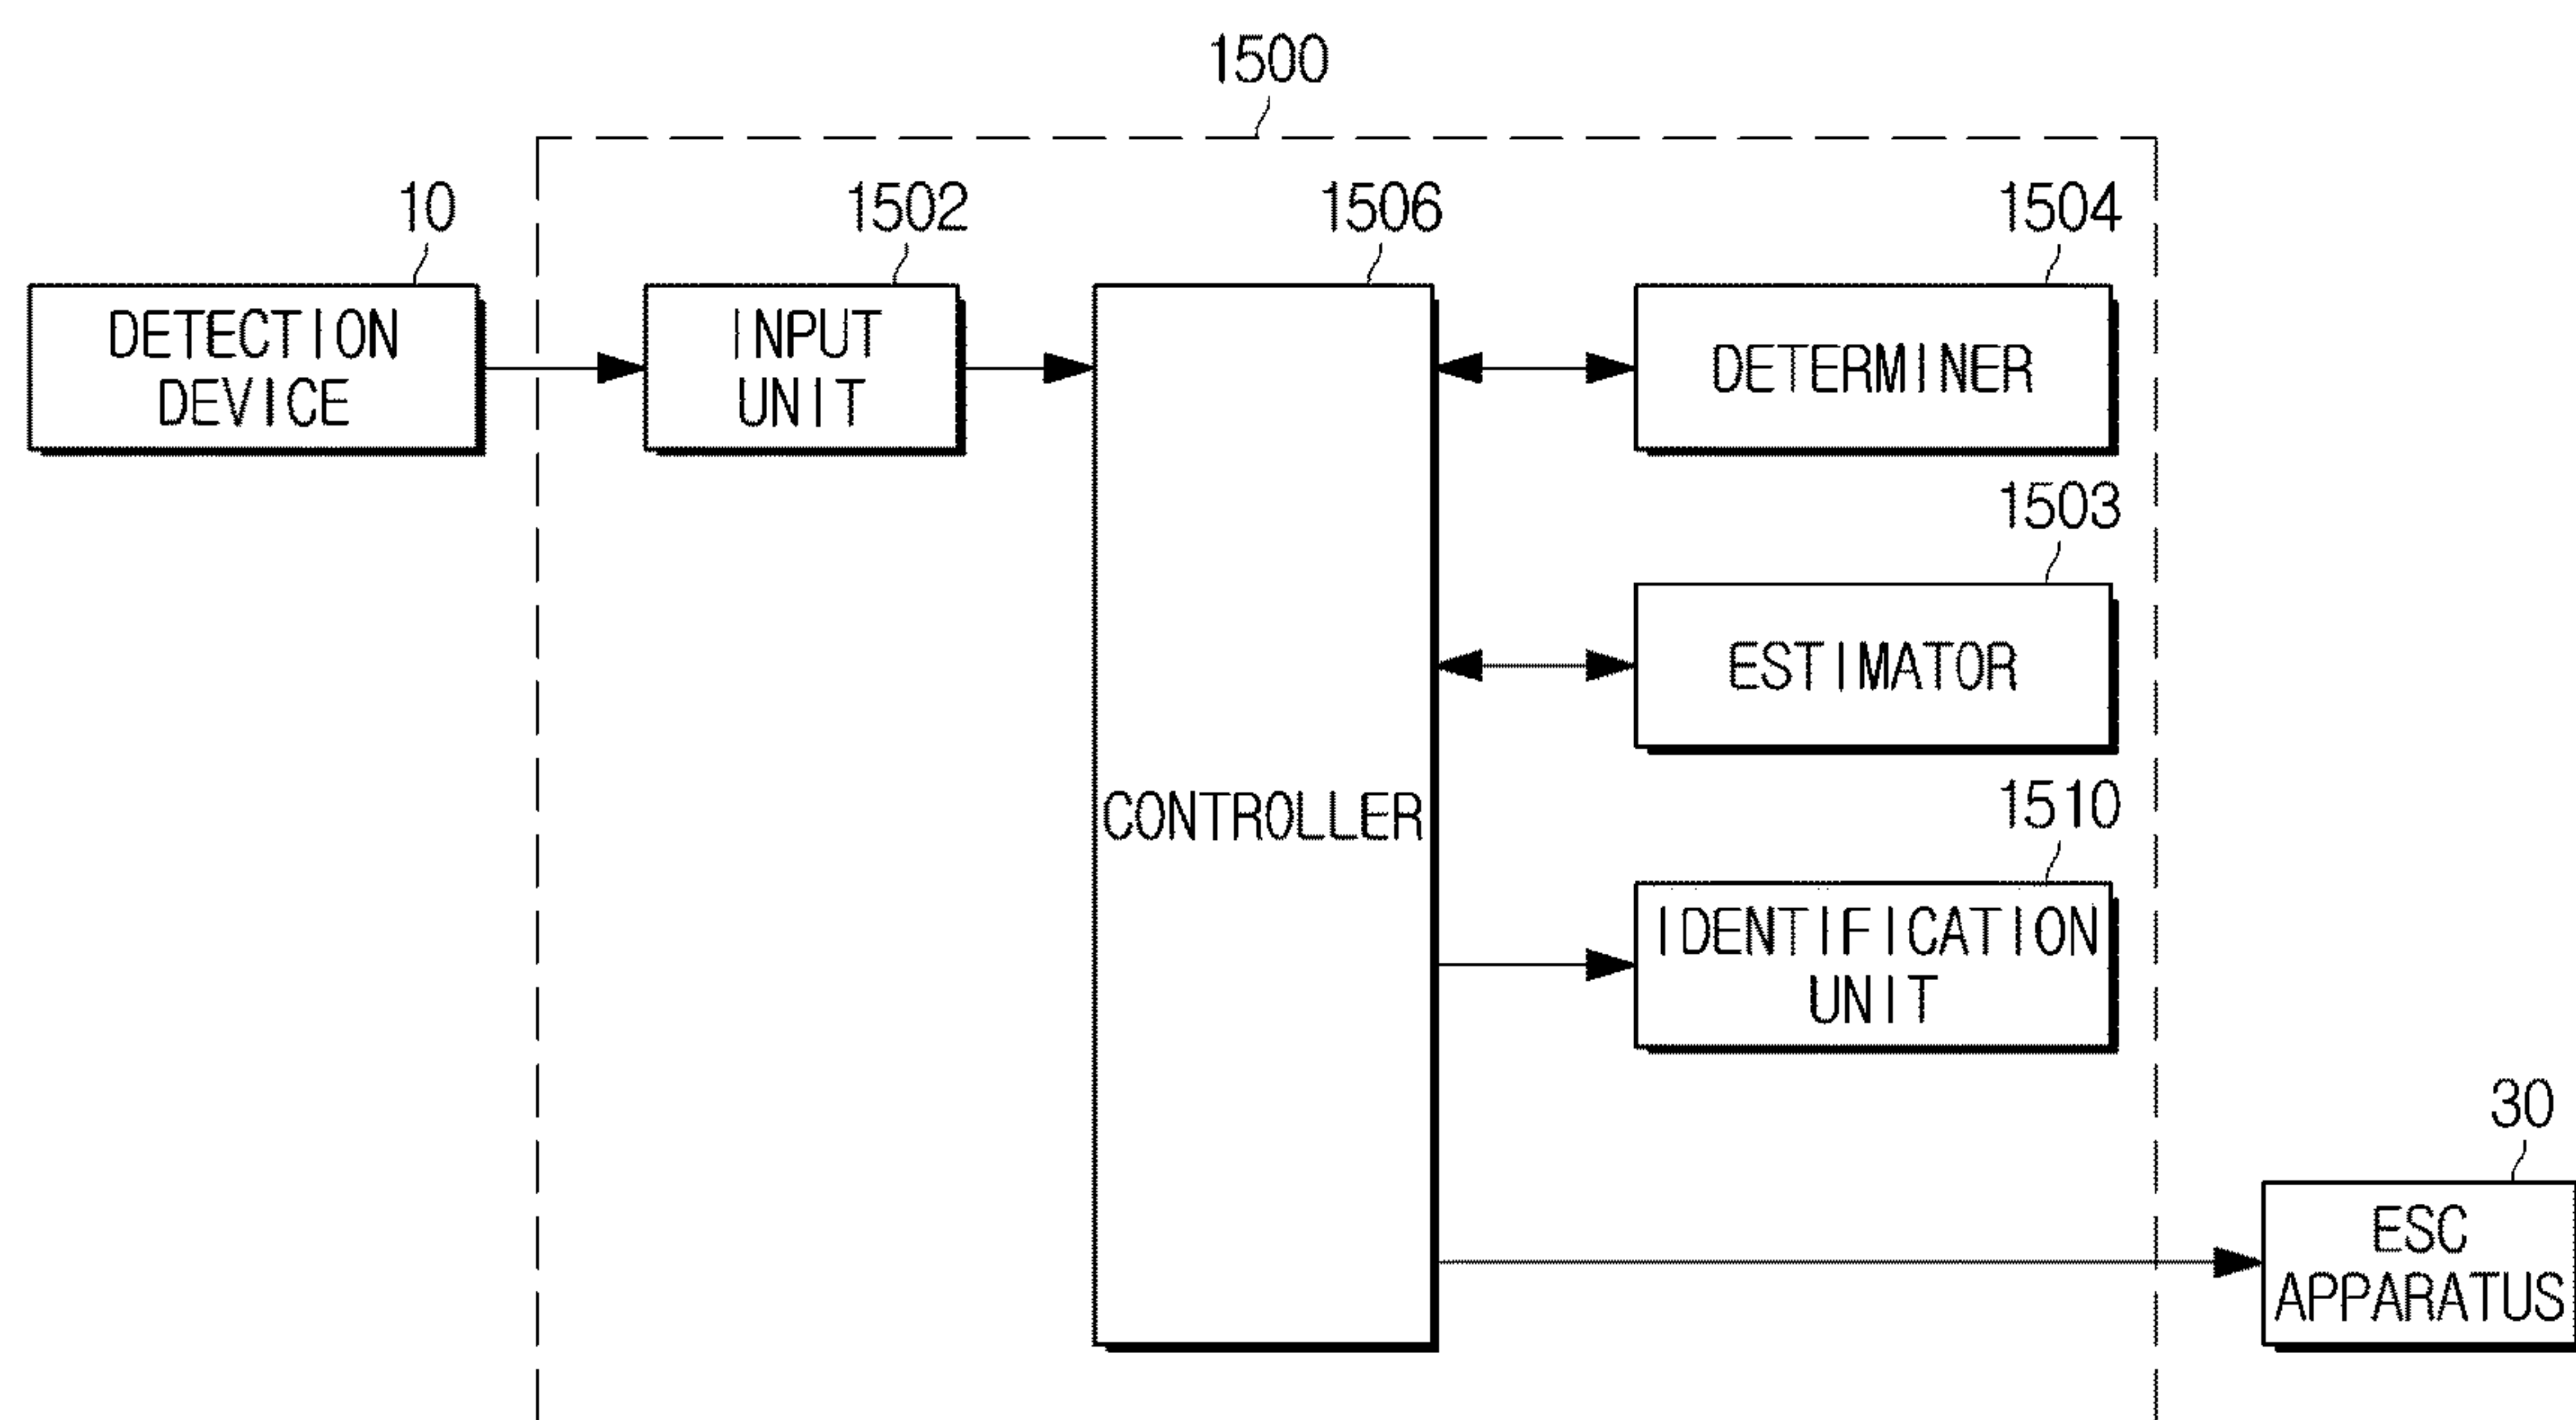 1500
10
1502
1506
1504
DETECTION
DEVICE
INPUT
UNIT
DETERMINER
1503
ESTIMATOR
CONTROLLER
1510
IDENTIFICATION
UNIT
30
ESC
APPARATUS